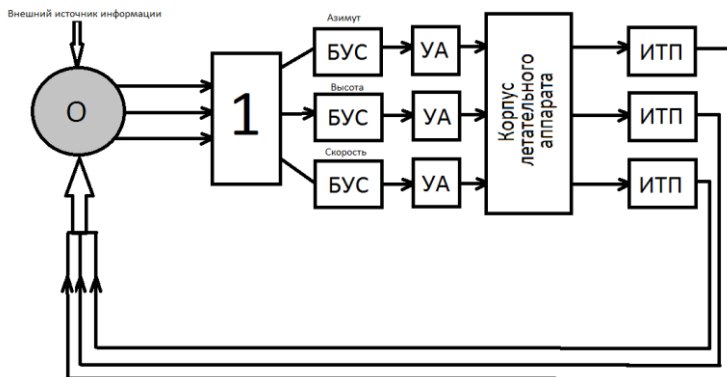 Внешний источник информации
О
1
Азимут
БУС
УА
ИТП
Высота
БУС
УА
ИТП
Скорость
БУС
УА
ИТП
Корпус
летательного
аппарата